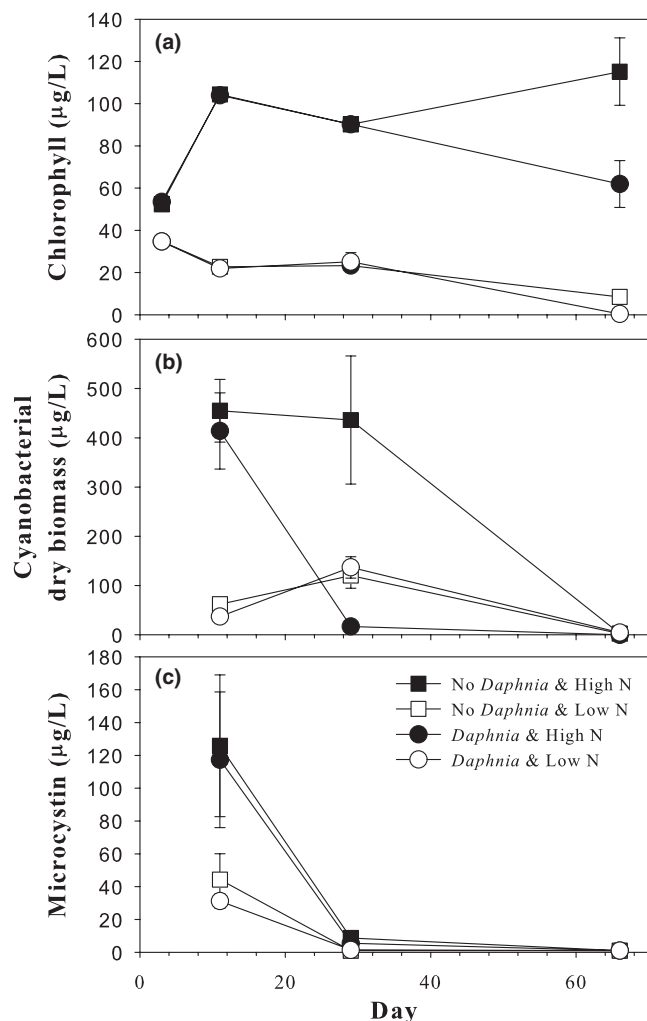 (a)
Chlorophyll (µg/L)
140
120
100
80
60
40
20
0
(b)
Cyanobacterial
dry biomass (µg/L)
600
500
400
300
200
100
0
(c)
Microcystin (µg/L)
180
160
140
120
100
80
60
40
20
0
No Daphnia & High N
No Daphnia & Low N
Daphnia & High N
Daphnia & Low N
0 20 40 60
Day